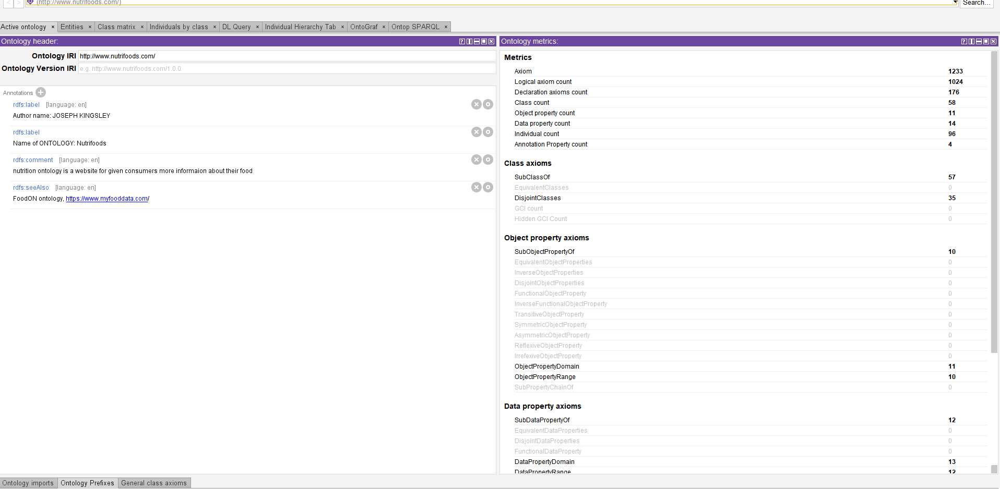 < > (http://www.nutrifoods.com/) Search...
Active ontology × Entities × Class matrix × Individuals by class × DL Query × Individual Hierarchy Tab × OntoGraf × Ontop SPARQL ×
Ontology header:
Ontology IRI http://www.nutrifoods.com/
Ontology Version IRI e.g. http://www.nutrifoods.com/1.0.0
Annotations
rdfs:label [language: en]
Author name: JOSEPH KINGSLEY
rdfs:label
Name of ONTOLOGY: Nutrifoods
rdfs:comment [language: en]
nutrition ontology is a website for given consumers more informaion about their food
rdfs:seeAlso [language: en]
FoodON ontology, https://www.myfooddata.com/
Ontology metrics:
Metrics
Axiom 1233
Logical axiom count 1024
Declaration axioms count 176
Class count 58
Object property count 11
Data property count 14
Individual count 96
Annotation Property count 4
Class axioms
SubClassOf 57
EquivalentClasses 0
DisjointClasses 35
GCI count 0
Hidden GCI Count 0
Object property axioms
SubObjectPropertyOf 10
EquivalentObjectProperties 0
InverseObjectProperties 0
DisjointObjectProperties 0
FunctionalObjectProperty 0
InverseFunctionalObjectProperty 0
TransitiveObjectProperty 0
SymmetricObjectProperty 0
AsymmetricObjectProperty 0
ReflexiveObjectProperty 0
IrrefexiveObjectProperty 0
ObjectPropertyDomain 11
ObjectPropertyRange 10
SubPropertyChainOf 0
Data property axioms
SubDataPropertyOf 12
EquivalentDataProperties 0
DisjointDataProperties 0
FunctionalDataProperty 0
DataPropertyDomain 13
DataPropertyRange 12
Ontology imports Ontology Prefixes General class axioms